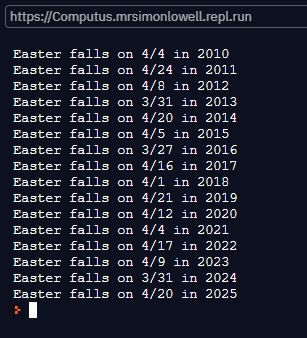 https://Computus.mrsimonlowell.repl.run
Easter falls on 4/4 in 2010
Easter falls on 4/24 in 2011
Easter falls on 4/8 in 2012
Easter falls on 3/31 in 2013
Easter falls on 4/20 in 2014
Easter falls on 4/5 in 2015
Easter falls on 3/27 in 2016
Easter falls on 4/16 in 2017
Easter falls on 4/1 in 2018
Easter falls on 4/21 in 2019
Easter falls on 4/12 in 2020
Easter falls on 4/4 in 2021
Easter falls on 4/17 in 2022
Easter falls on 4/9 in 2023
Easter falls on 3/31 in 2024
Easter falls on 4/20 in 2025